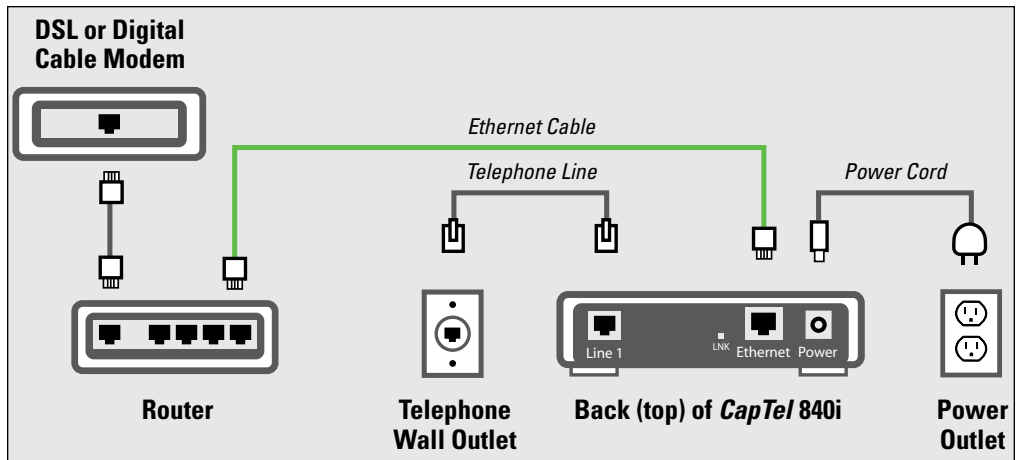 DSL or Digital
Cable Modem
Ethernet Cable
Telephone Line
Power Cord
Line 1
LNK
Ethernet
Power
Router
Telephone
Wall Outlet
Back (top) of CapTel 840i
Power
Outlet